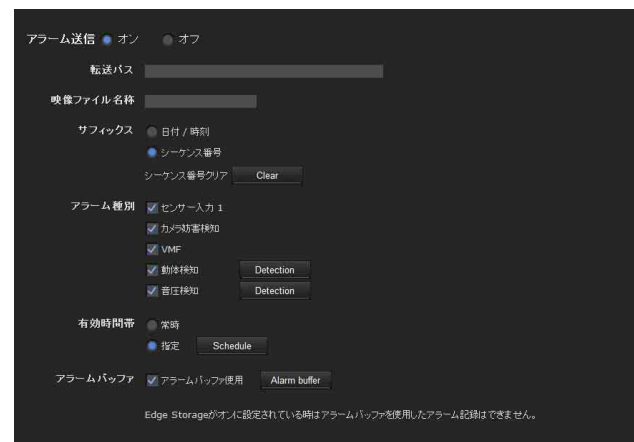 アラーム送信 オン オフ
転送パス
映像ファイル名称
サフィックス 日付 / 時刻
シーケンス番号
シーケンス番号クリア Clear
アラーム種別 センサー入力 1
カメラ妨害検知
VMF
動体検知 Detection
音圧検知 Detection
有効時間帯 常時
指定 Schedule
アラームバッファ アラームバッファ使用 Alarm buffer
Edge Storageがオンに設定されている時はアラームバッファを使用したアラーム記録はできません。